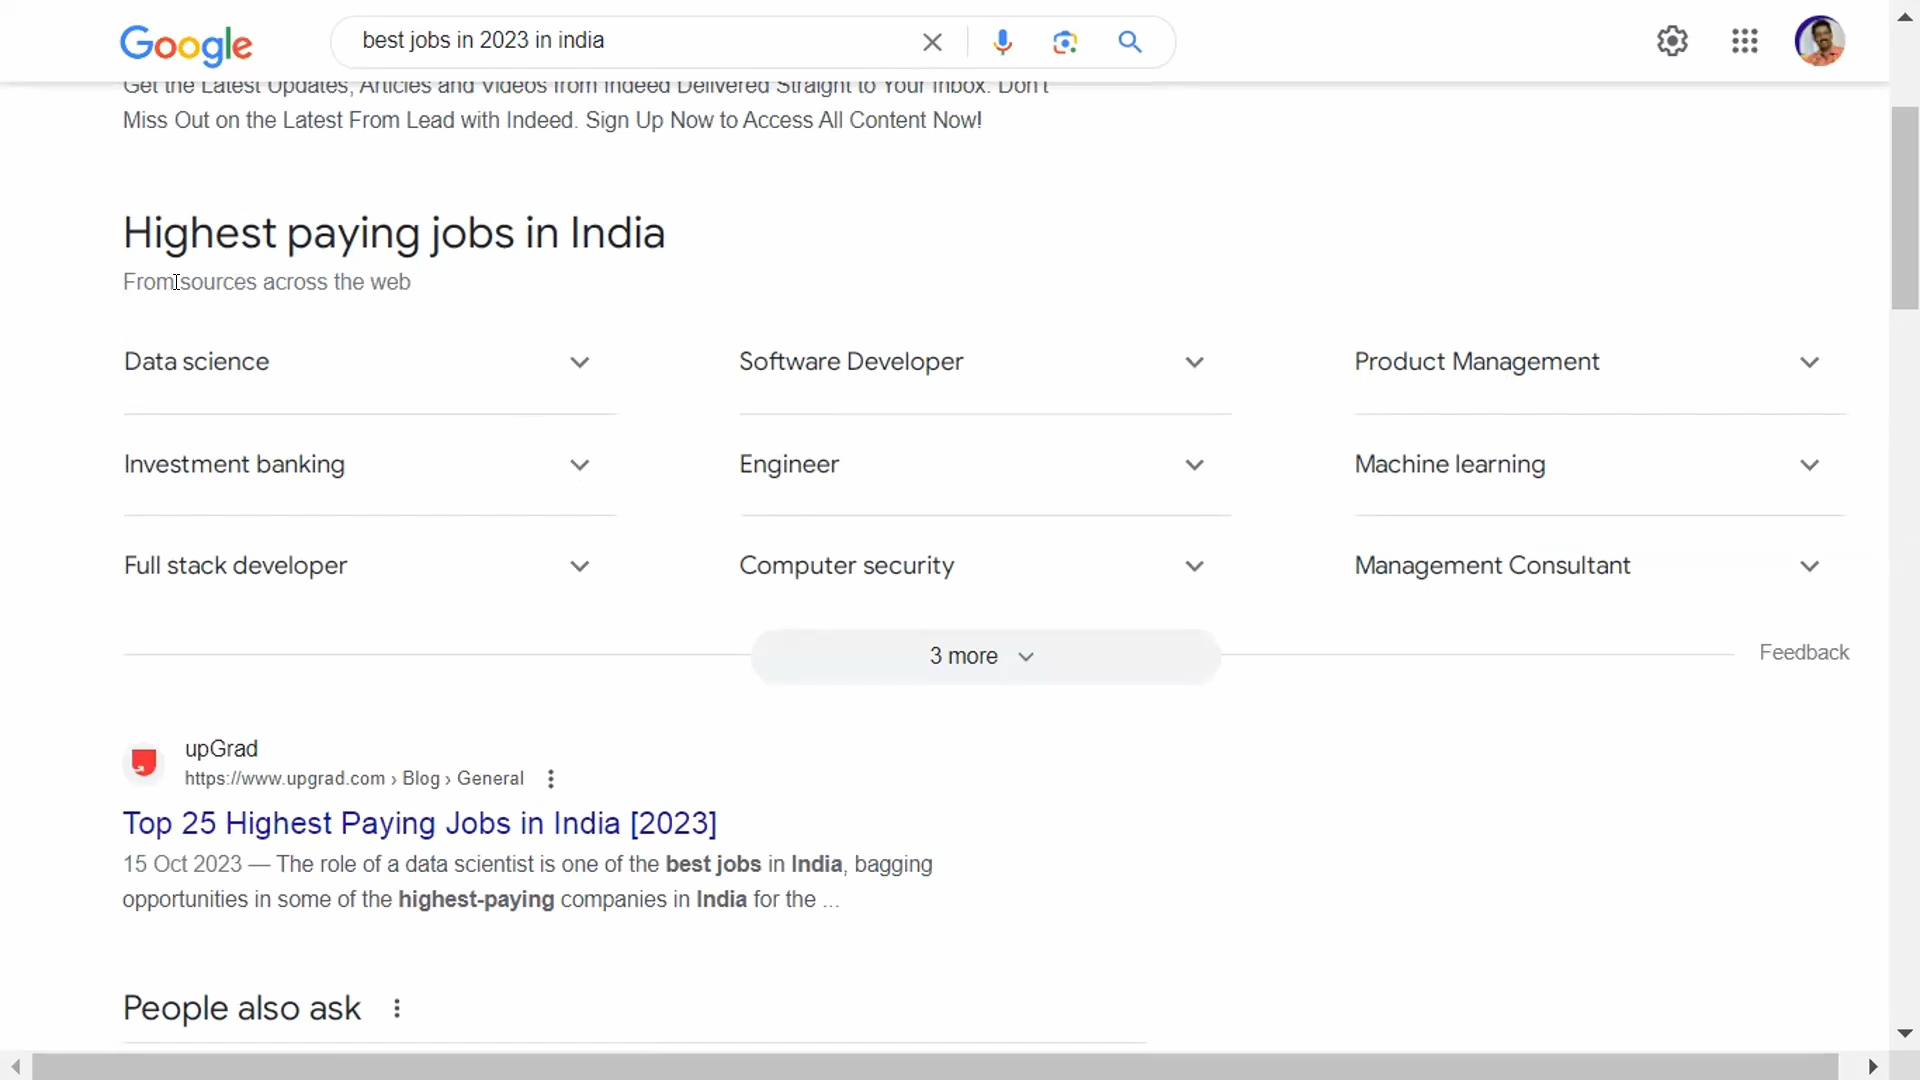 Google
best jobs in 2023 in india
Get the Latest Updates, Articles and Videos from Indeed Delivered Straight to Your Inbox. Don't
Miss Out on the Latest From Lead with Indeed. Sign Up Now to Access All Content Now!
Highest paying jobs in India
From sources across the web
Data science
Software Developer
Product Management
Investment banking
Engineer
Machine learning
Full stack developer
Computer security
Management Consultant
3 more
Feedback
upGrad
https://www.upgrad.com › Blog › General
Top 25 Highest Paying Jobs in India [2023]
15 Oct 2023 — The role of a data scientist is one of the best jobs in India, bagging
opportunities in some of the highest-paying companies in India for the ...
People also ask